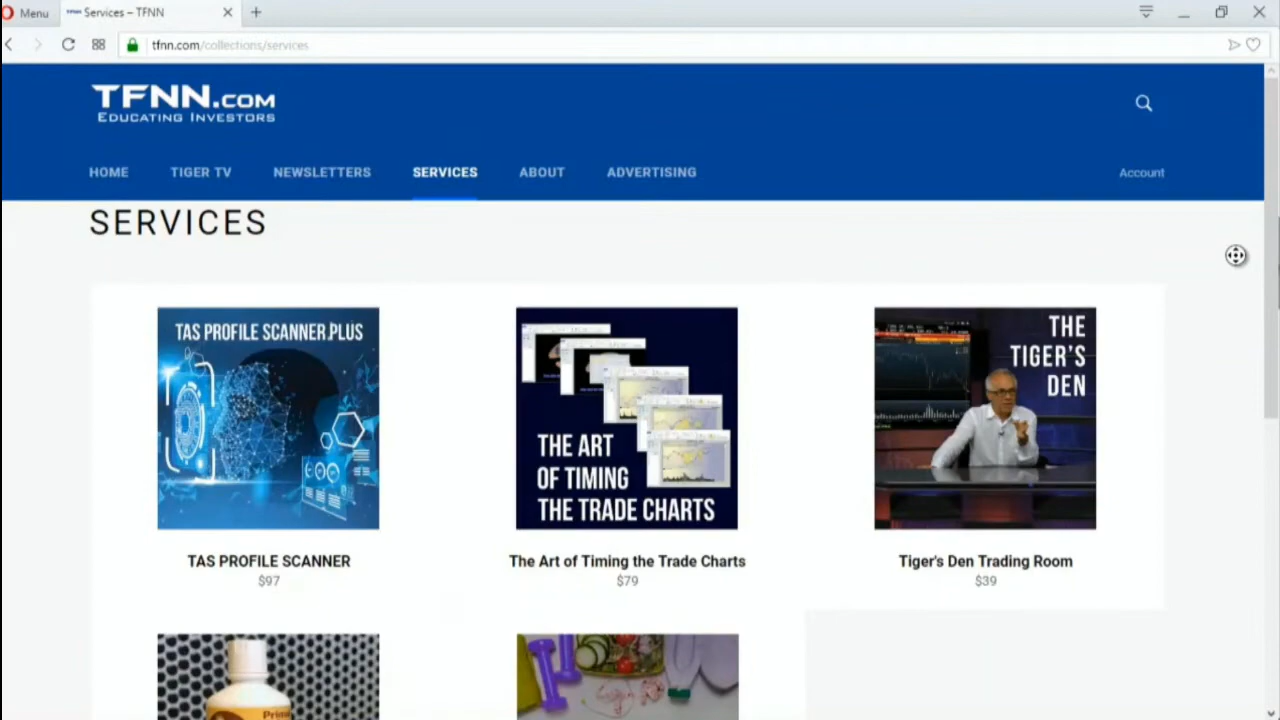 Menu
Services – TFNN
tfnn.com/collections/services
TFNN.COM
EDUCATING INVESTORS
HOME
TIGER TV
NEWSLETTERS
SERVICES
ABOUT
ADVERTISING
Account
SERVICES
TAS PROFILE SCANNER PLUS
THE ART
OF TIMING
THE TRADE CHARTS
THE
TIGER'S
DEN
TAS PROFILE SCANNER
$97
The Art of Timing the Trade Charts
$79
Tiger's Den Trading Room
$39